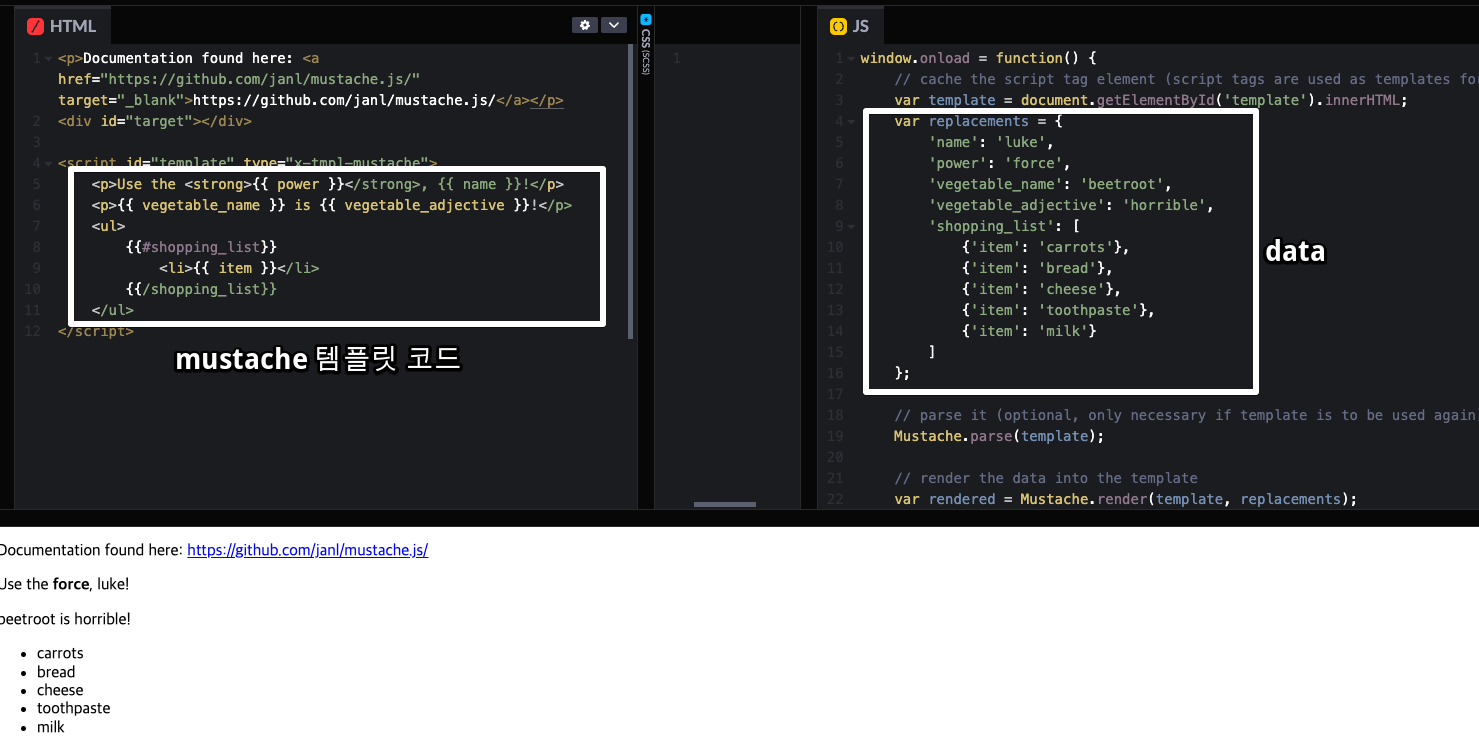 HTML
1 <p>Documentation found here: <a
href="https://github.com/janl/mustache.js/"
target="_blank">https://github.com/janl/mustache.js/</a></p>
2 <div id="target"></div>
3
4 <script id="template" type="x-tmpl-mustache">
5 <p>Use the <strong>{{ power }}</strong>, {{ name }}!</p>
6 <p>{{ vegetable_name }} is {{ vegetable_adjective }}!</p>
7 <ul>
8 {{#shopping_list}}
9 <li>{{ item }}</li>
10 {{/shopping_list}}
11 </ul>
12 </script>
mustache 템플릿 코드
CSS (SCSS)
1
JS
1 window.onload = function() {
2 // cache the script tag element (script tags are used as templates fo
3 var template = document.getElementById('template').innerHTML;
4 var replacements = {
5 'name': 'luke',
6 'power': 'force',
7 'vegetable_name': 'beetroot',
8 'vegetable_adjective': 'horrible',
9 'shopping_list': [
10 {'item': 'carrots'},
11 {'item': 'bread'},
12 {'item': 'cheese'},
13 {'item': 'toothpaste'},
14 {'item': 'milk'}
15 ]
16 };
17
18 // parse it (optional, only necessary if template is to be used again
19 Mustache.parse(template);
20
21 // render the data into the template
22 var rendered = Mustache.render(template, replacements);
data
Documentation found here: https://github.com/janl/mustache.js/
Use the force, luke!
beetroot is horrible!
• carrots
• bread
• cheese
• toothpaste
• milk